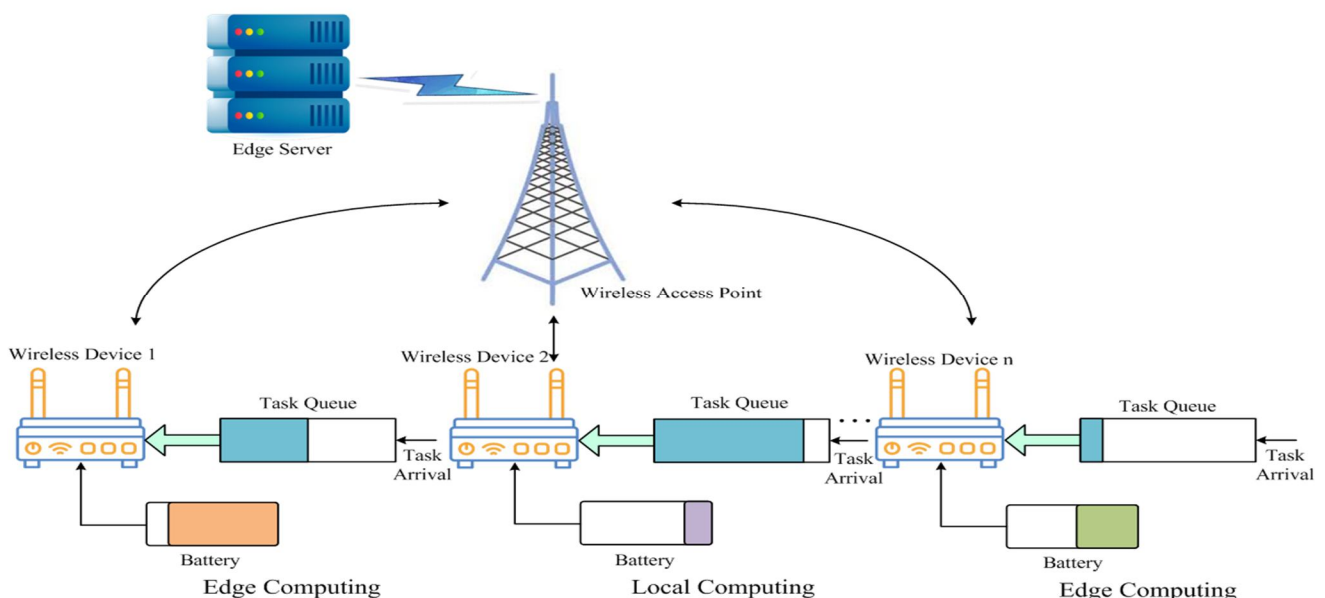 Edge Server
Wireless Access Point
Wireless Device 1
Wireless Device 2
Wireless Device n
Task Queue
Task Queue
Task Queue
Task
Arrival
Task
Arrival
Task
Arrival
Battery
Battery
Battery
Edge Computing
Local Computing
Edge Computing